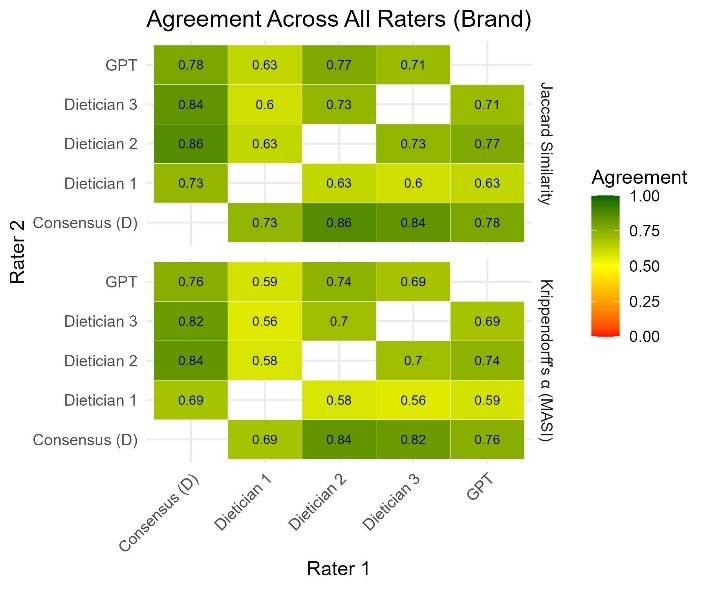 Agreement Across All Raters (Brand)
GPT 0.78 0.63 0.77 0.71
Dietician 3 0.84 0.6 0.73 0.71
Dietician 2 0.86 0.63 0.73 0.77
Dietician 1 0.73 0.63 0.6 0.63
Consensus (D) 0.73 0.86 0.84 0.78
Jaccard Similarity
GPT 0.76 0.59 0.74 0.69
Dietician 3 0.82 0.56 0.7 0.69
Dietician 2 0.84 0.58 0.7 0.74
Dietician 1 0.69 0.58 0.56 0.59
Consensus (D) 0.69 0.84 0.82 0.76
Krippendorff's α (MASI)
Rater 2
Consensus (D) Dietician 1 Dietician 2 Dietician 3 GPT
Rater 1
Agreement
1.00
0.75
0.50
0.25
0.00